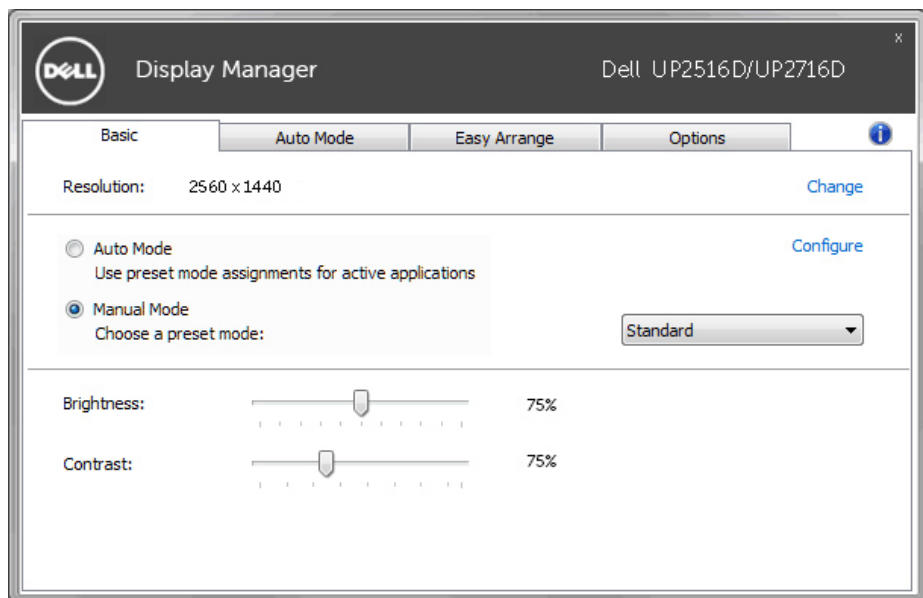 DELL
Display Manager
Dell UP2516D/UP2716D
x
Basic
Auto Mode
Easy Arrange
Options
i
Resolution: 2560 x 1440
Change
Auto Mode
Configure
Use preset mode assignments for active applications
Manual Mode
Choose a preset mode:
Standard
Brightness: 75%
Contrast: 75%